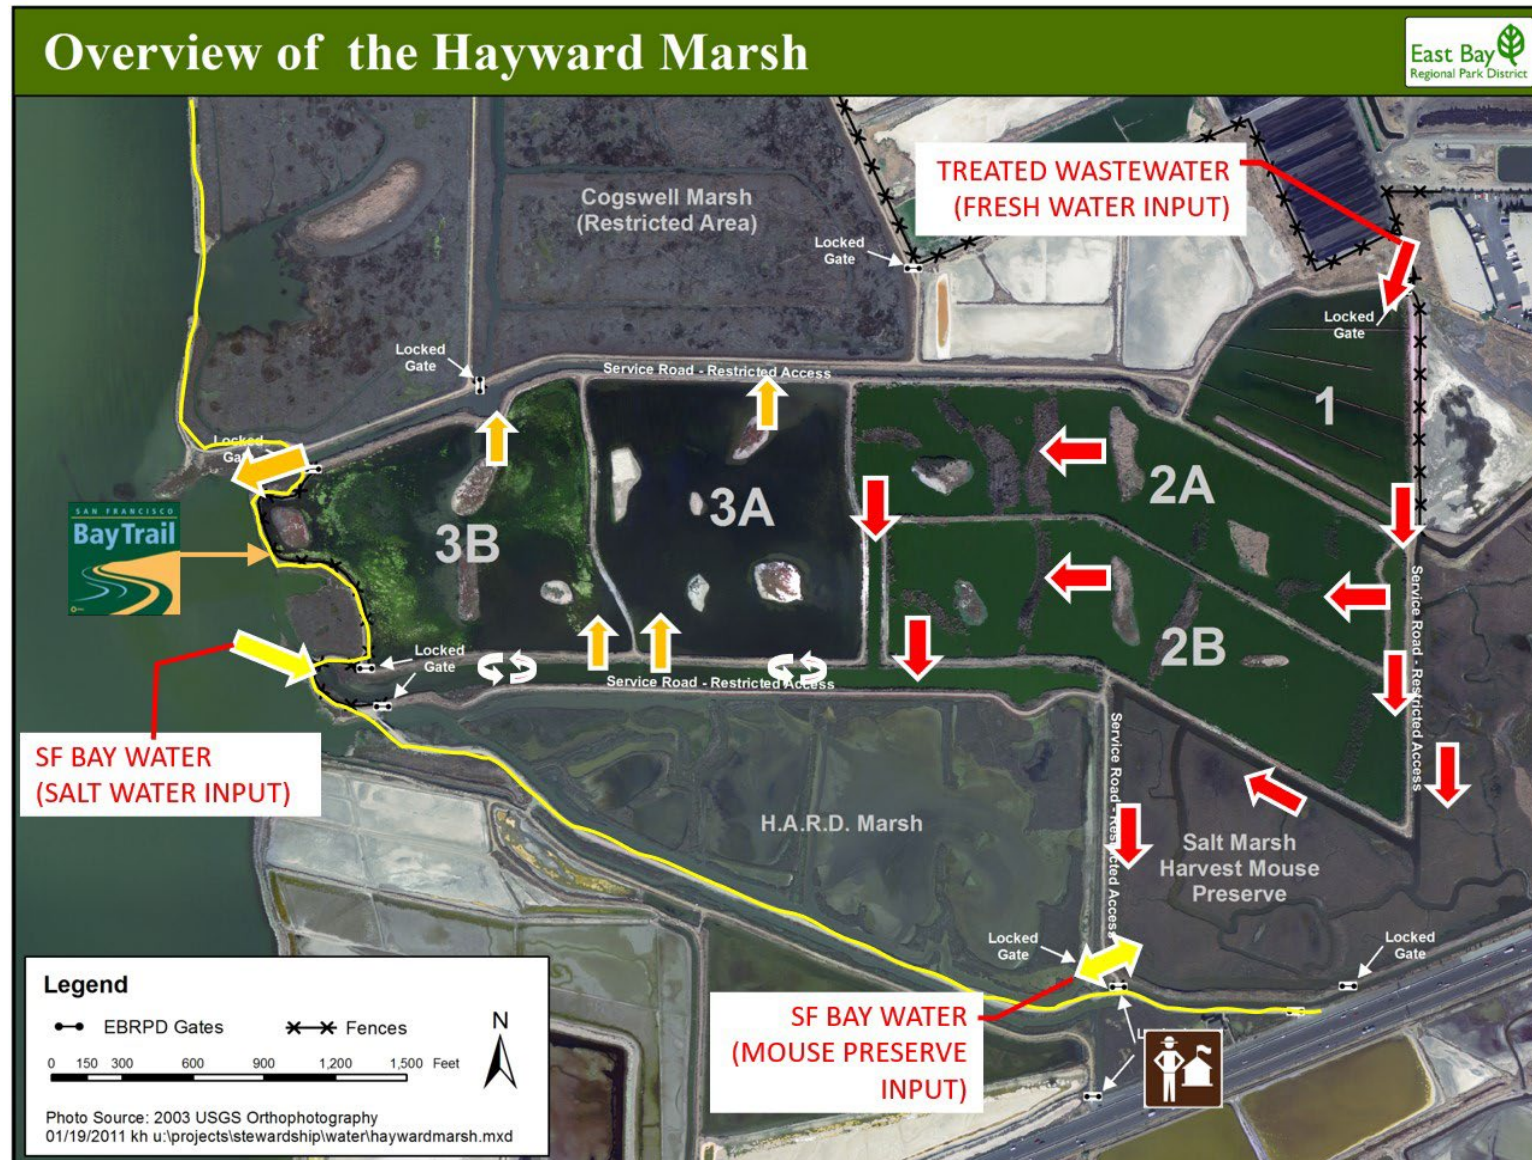 Overview of the Hayward Marsh
East Bay
Regional Park District
TREATED WASTEWATER
(FRESH WATER INPUT)
Cogswell Marsh
(Restricted Area)
Locked
Gate
Locked
Gate
Locked
Gate
Service Road - Restricted Access
1
2A
3A
3B
2B
Locked
SAN FRANCISCO
BayTrail
Service Road - Restricted Access
Locked
Gate
Service Road - Restricted Access
SF BAY WATER
(SALT WATER INPUT)
Service Road - Restricted Access
H.A.R.D. Marsh
Salt Marsh
Harvest Mouse
Preserve
Locked
Gate
Locked
Gate
SF BAY WATER
(MOUSE PRESERVE
INPUT)
Legend
EBRPD Gates
Fences
N
0 150 300 600 900 1,200 1,500 Feet
Photo Source: 2003 USGS Orthophotography
01/19/2011 kh u:\projects\stewardship\water\haywardmarsh.mxd